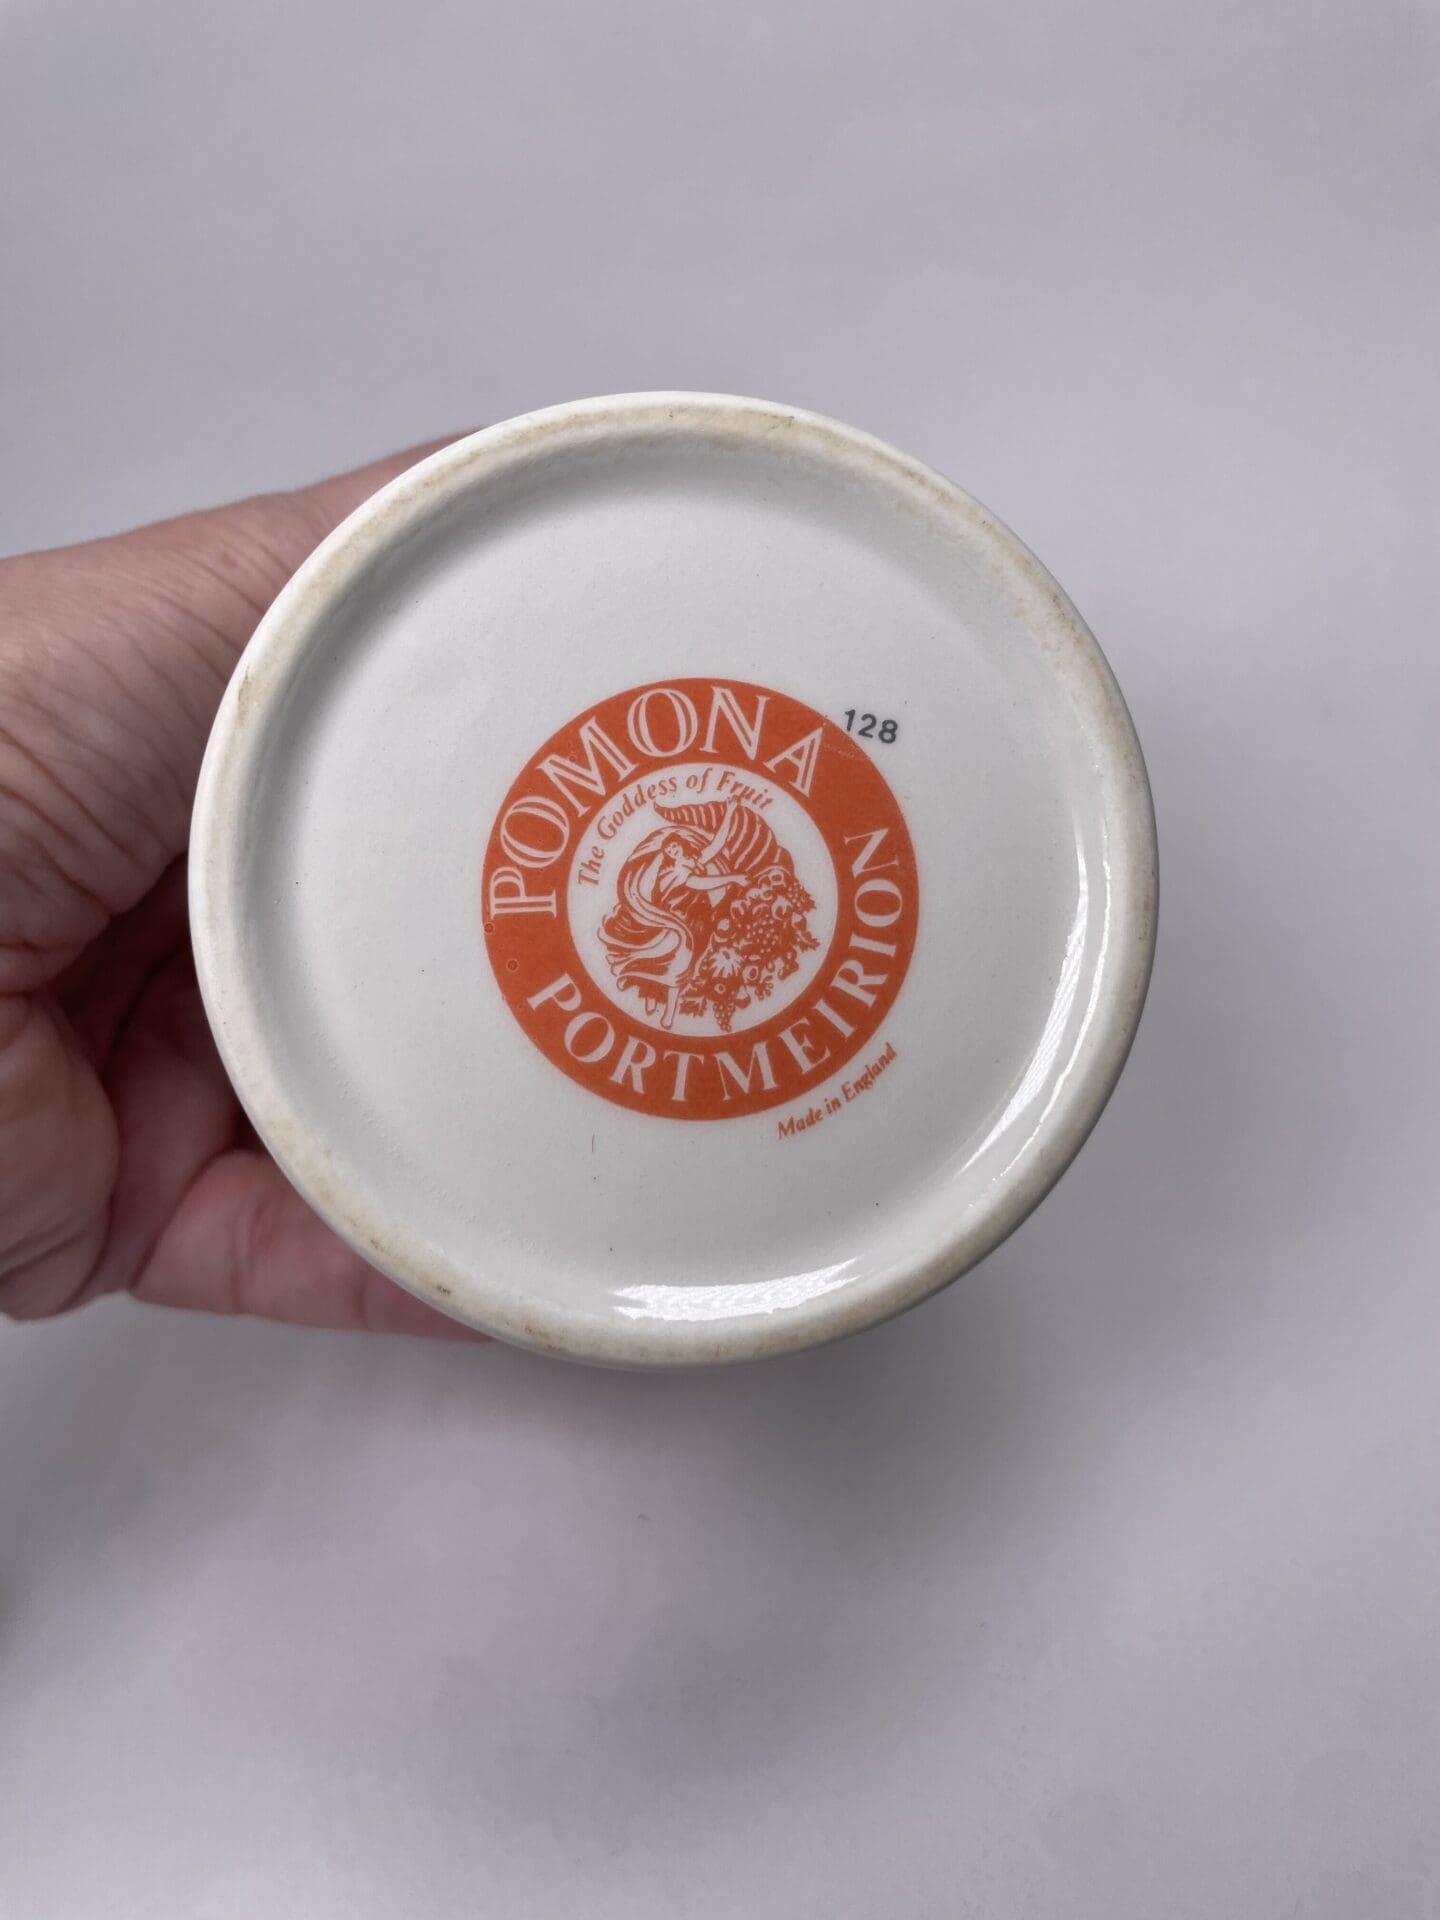 POMONA
The Goddess of Fruit
PORTMEIRION
128
Made in England